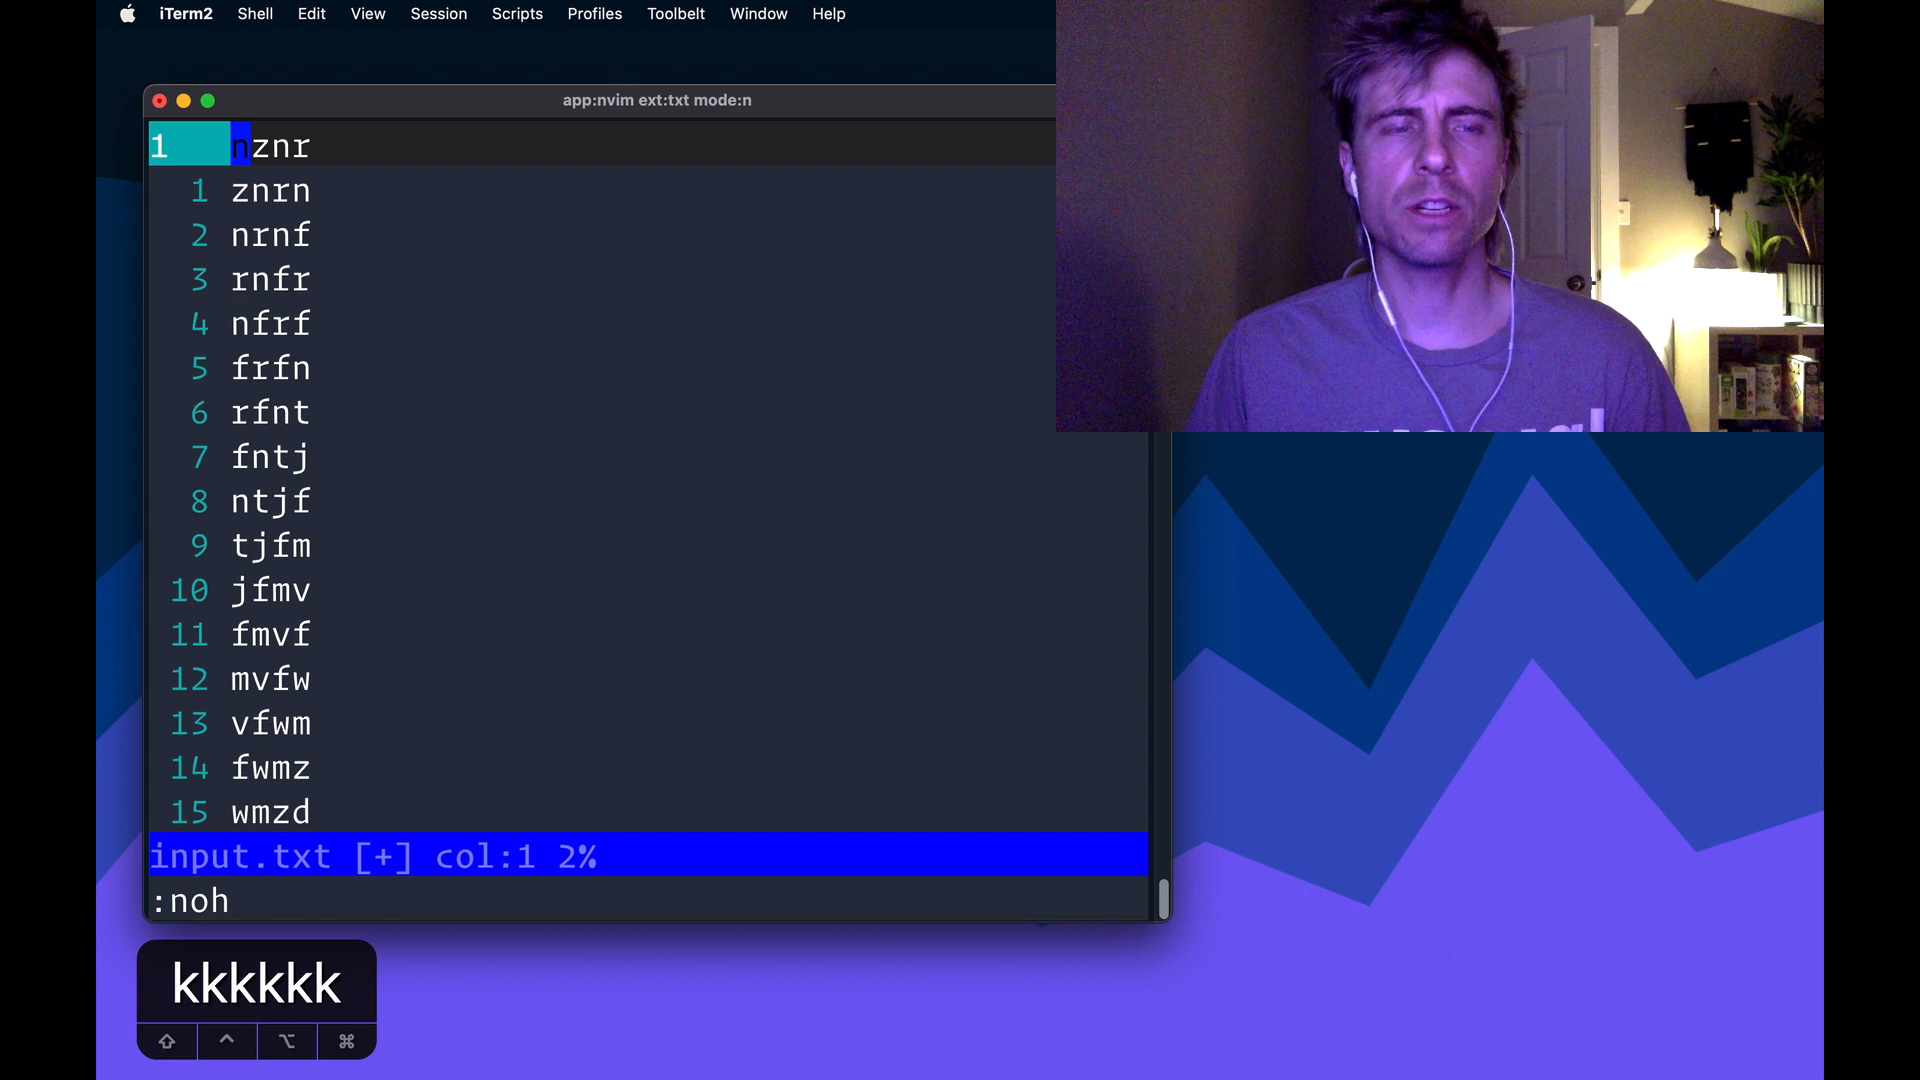 iTerm2 Shell Edit View Session Scripts Profiles Toolbelt Window Help
app:nvim ext:txt mode:n
1 nznr
1 znrn
2 nrnf
3 rnfr
4 nfrf
5 frfn
6 rfnt
7 fntj
8 ntjf
9 tjfm
10 jfmv
11 fmvf
12 mvfw
13 vfwm
14 fwmz
15 wmzd
input.txt [+] col:1 2%
:noh
kkkkkk